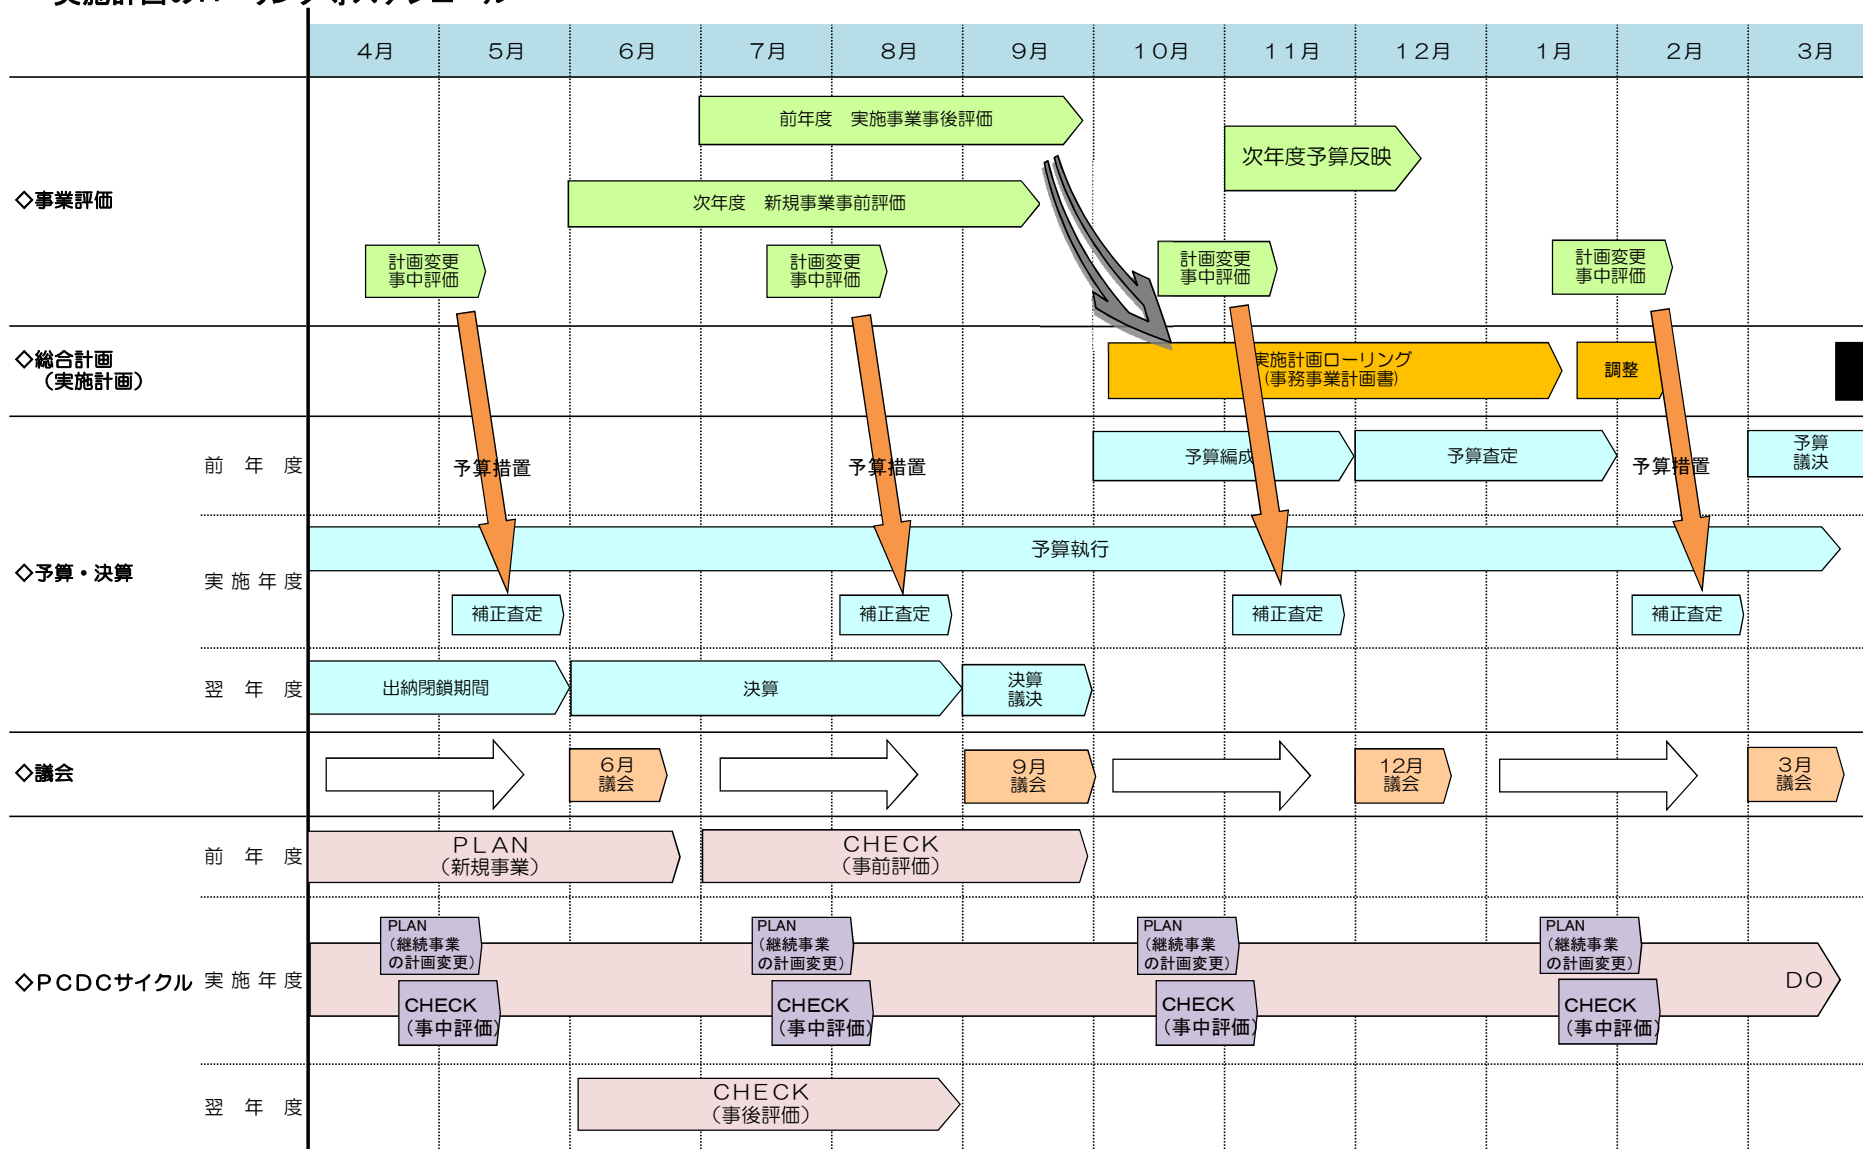 4月 5月 6月 7月 8月 9月 10月 11月 12月 1月 2月 3月
◇事業評価
前年度　実施事業事後評価
次年度予算反映
次年度　新規事業事前評価
計画変更
事中評価
計画変更
事中評価
計画変更
事中評価
計画変更
事中評価
◇総合計画
（実施計画）
実施計画ローリング
(事務事業計画書)
調整
◇予算・決算
前年度
予算措置
予算措置
予算編成
予算査定
予算措置
予算
議決
実施年度
予算執行
補正査定
補正査定
補正査定
補正査定
翌年度
出納閉鎖期間
決算
決算
議決
◇議会
6月
議会
9月
議会
12月
議会
3月
議会
◇PCDCサイクル
前年度
PLAN
（新規事業）
CHECK
（事前評価）
実施年度
PLAN
（継続事業
の計画変更）
CHECK
（事中評価）
PLAN
（継続事業
の計画変更）
CHECK
（事中評価）
PLAN
（継続事業
の計画変更）
CHECK
（事中評価）
PLAN
（継続事業
の計画変更）
CHECK
（事中評価）
DO
翌年度
CHECK
（事後評価）